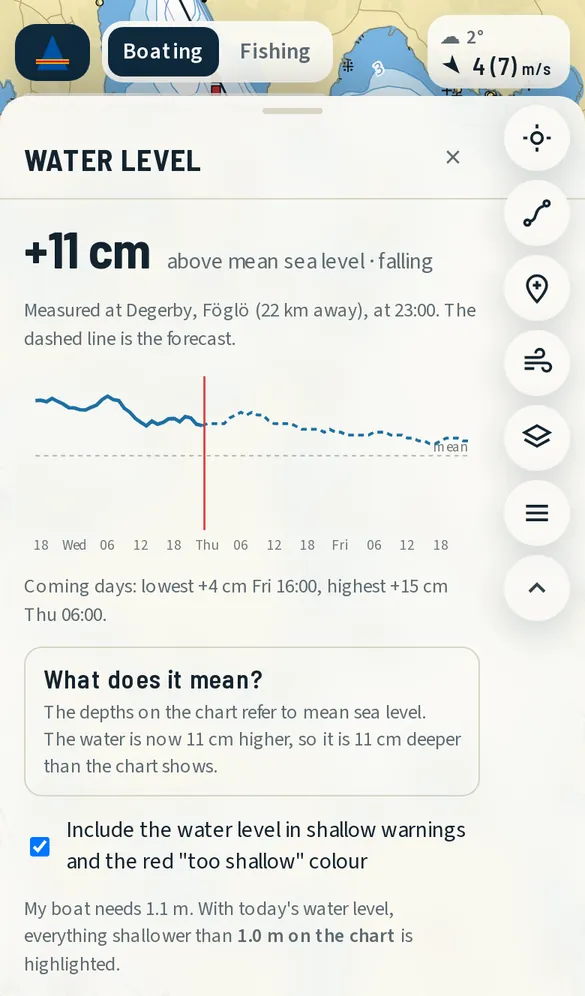 Boating Fishing
2°
4 (7) m/s
3
WATER LEVEL
+11 cm above mean sea level · falling
Measured at Degerby, Föglö (22 km away), at 23:00. The
dashed line is the forecast.
mean
18 Wed 06 12 18 Thu 06 12 18 Fri 06 12 18
Coming days: lowest +4 cm Fri 16:00, highest +15 cm
Thu 06:00.
What does it mean?
The depths on the chart refer to mean sea level.
The water is now 11 cm higher, so it is 11 cm deeper
than the chart shows.
Include the water level in shallow warnings
and the red "too shallow" colour
My boat needs 1.1 m. With today's water level,
everything shallower than 1.0 m on the chart is
highlighted.